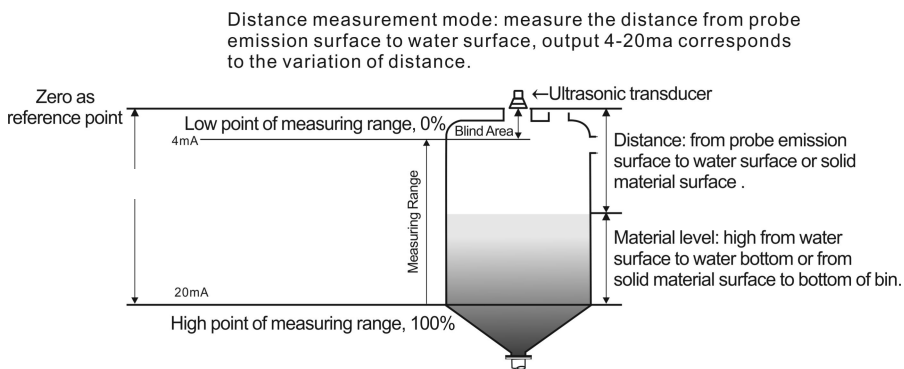 Distance measurement mode: measure the distance from probe
emission surface to water surface, output 4-20ma corresponds
to the variation of distance.
Zero as
reference point
←Ultrasonic transducer
Low point of measuring range, 0%
Blind Area
4mA
Distance: from probe emission
surface to water surface or solid
material surface .
Measuring Range
Material level: high from water
surface to water bottom or from
solid material surface to bottom of bin.
20mA
High point of measuring range, 100%